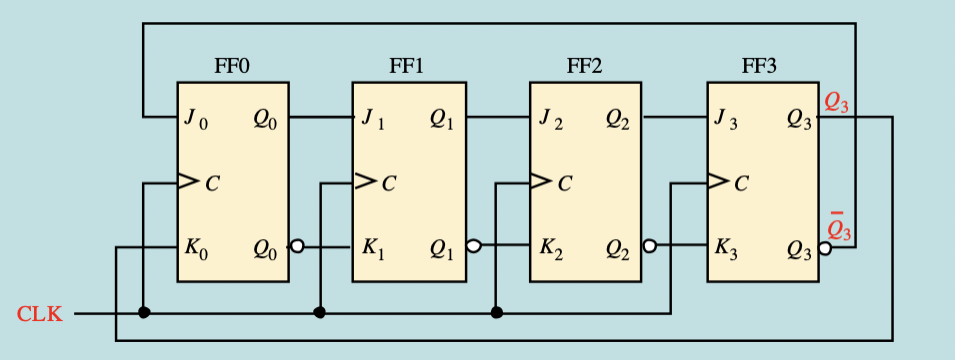 FF0 FF1 FF2 FF3
J0 Q0 J1 Q1 J2 Q2 J3 Q3 Q3
C C C C
K0 Q0 K1 Q1 K2 Q2 K3 Q3 Q̅3
CLK